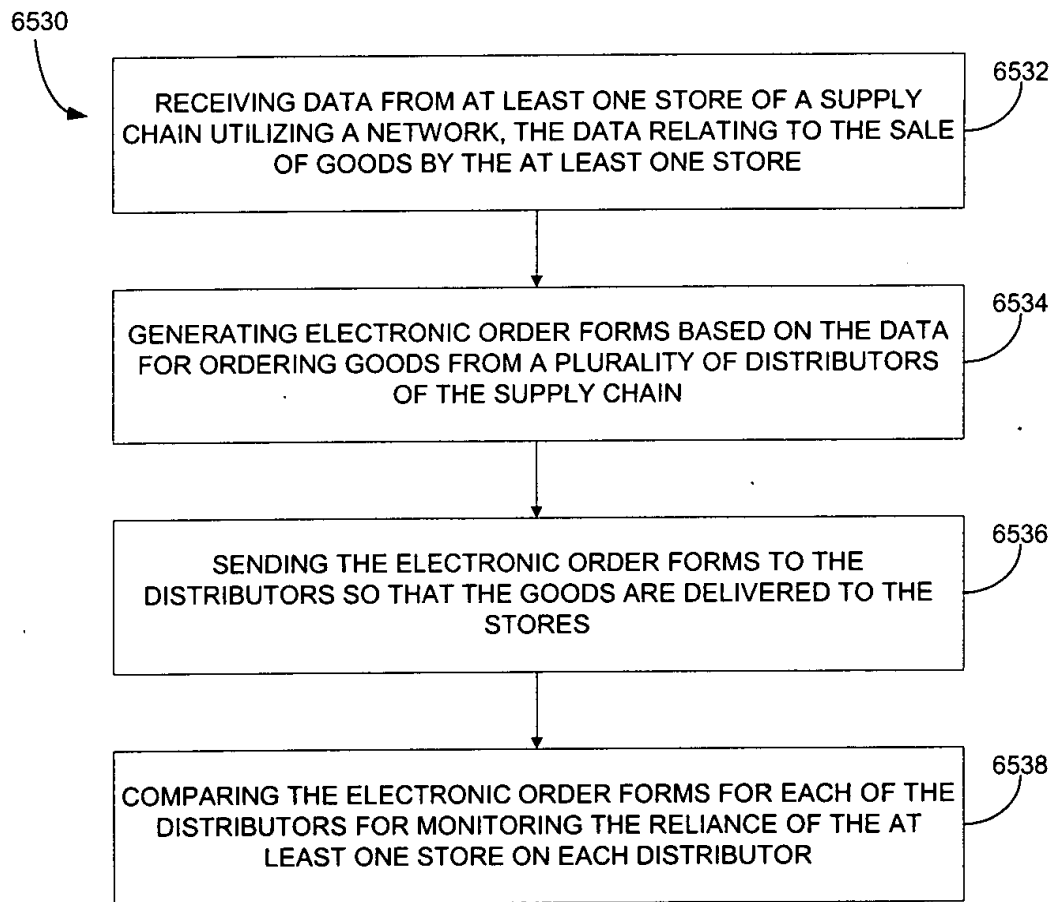 6530
RECEIVING DATA FROM AT LEAST ONE STORE OF A SUPPLY
CHAIN UTILIZING A NETWORK, THE DATA RELATING TO THE SALE
OF GOODS BY THE AT LEAST ONE STORE
6532
GENERATING ELECTRONIC ORDER FORMS BASED ON THE DATA
FOR ORDERING GOODS FROM A PLURALITY OF DISTRIBUTORS
OF THE SUPPLY CHAIN
6534
SENDING THE ELECTRONIC ORDER FORMS TO THE
DISTRIBUTORS SO THAT THE GOODS ARE DELIVERED TO THE
STORES
6536
COMPARING THE ELECTRONIC ORDER FORMS FOR EACH OF THE
DISTRIBUTORS FOR MONITORING THE RELIANCE OF THE AT
LEAST ONE STORE ON EACH DISTRIBUTOR
6538